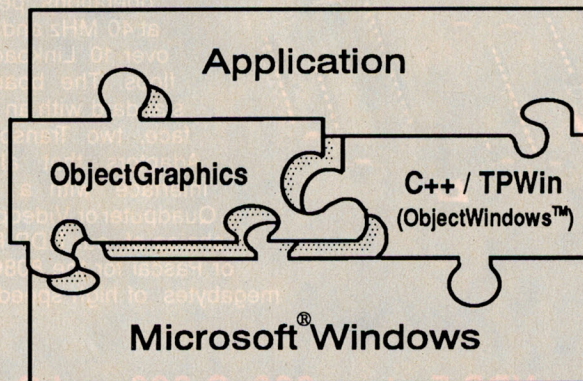 Application
ObjectGraphics
C++ / TPWin
(ObjectWindows™)
Microsoft® Windows